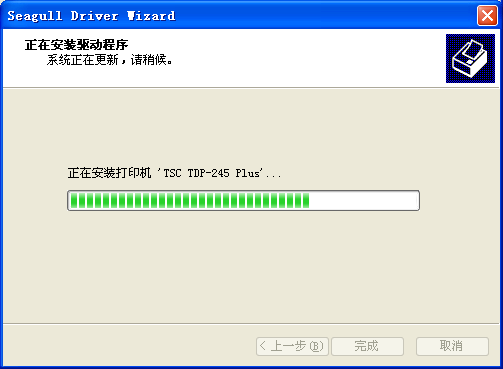 Seagull Driver Wizard
正在安装驱动程序
系统正在更新，请稍候。
正在安装打印机 'TSC TDP-245 Plus'...
< 上一步(B) 完成 取消